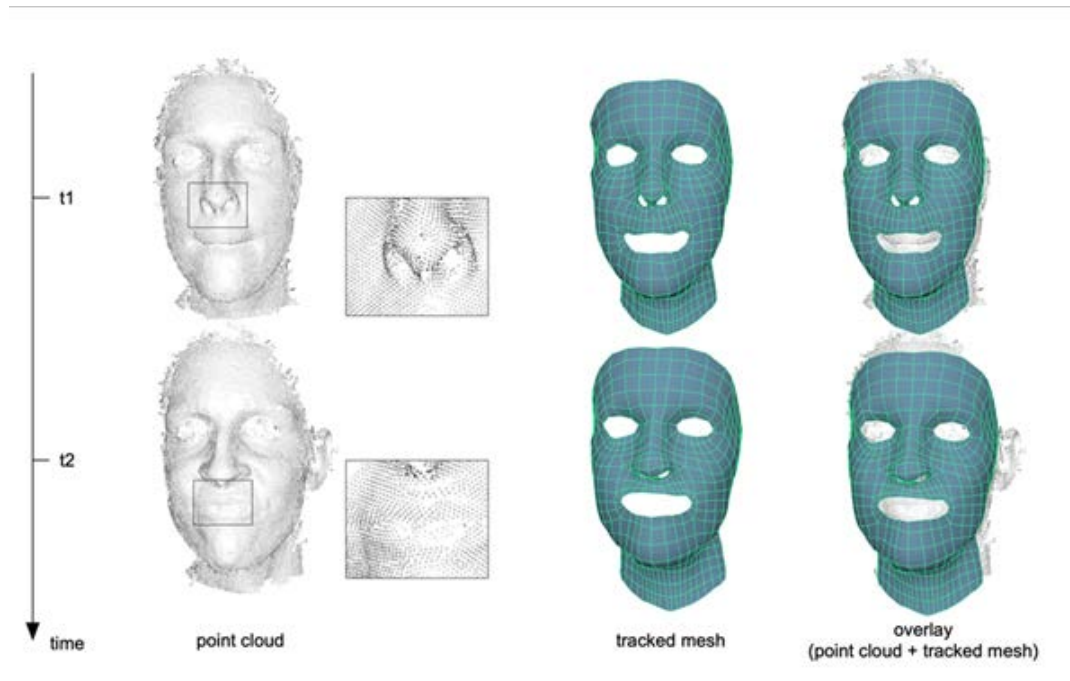 t1
t2
time
point cloud
tracked mesh
overlay
(point cloud + tracked mesh)